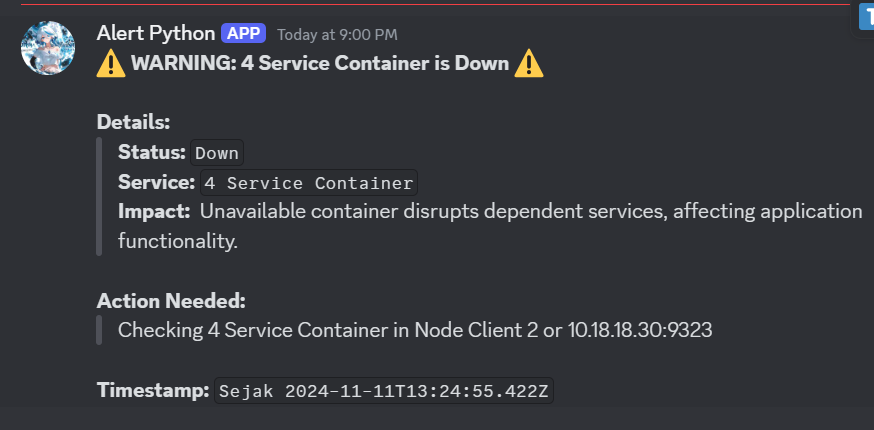 Alert Python APP Today at 9:00 PM
⚠️ WARNING: 4 Service Container is Down ⚠️
Details:
Status: Down
Service: 4 Service Container
Impact: Unavailable container disrupts dependent services, affecting application
functionality.
Action Needed:
Checking 4 Service Container in Node Client 2 or 10.18.18.30:9323
Timestamp: Sejak 2024-11-11T13:24:55.422Z